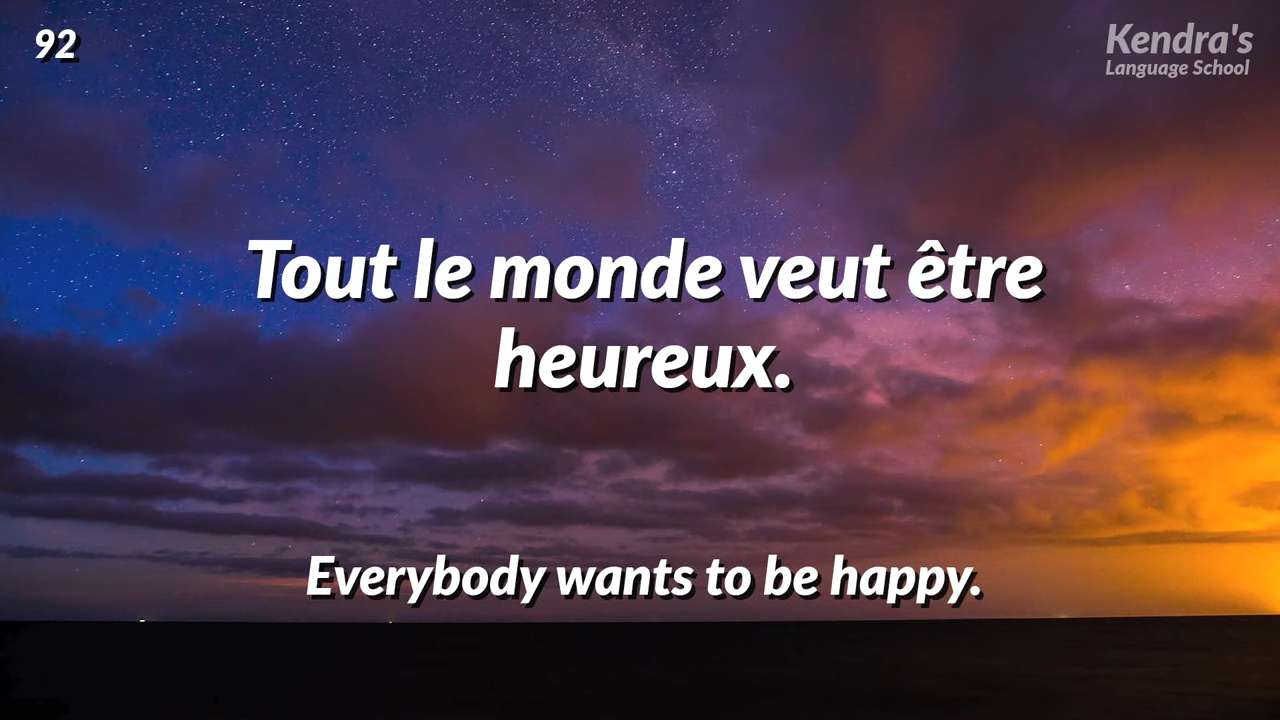 92
Kendra's
Language School
Tout le monde veut être
heureux.
Everybody wants to be happy.